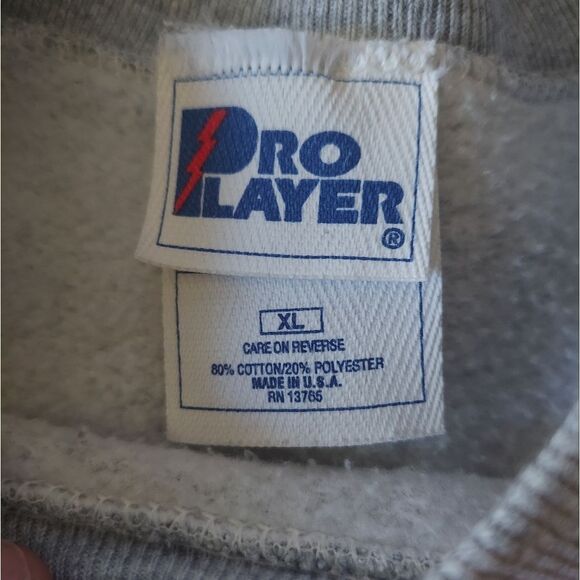 PRO
PLAYER®
XL
CARE ON REVERSE
80% COTTON/20% POLYESTER
MADE IN U.S.A.
RN 13765